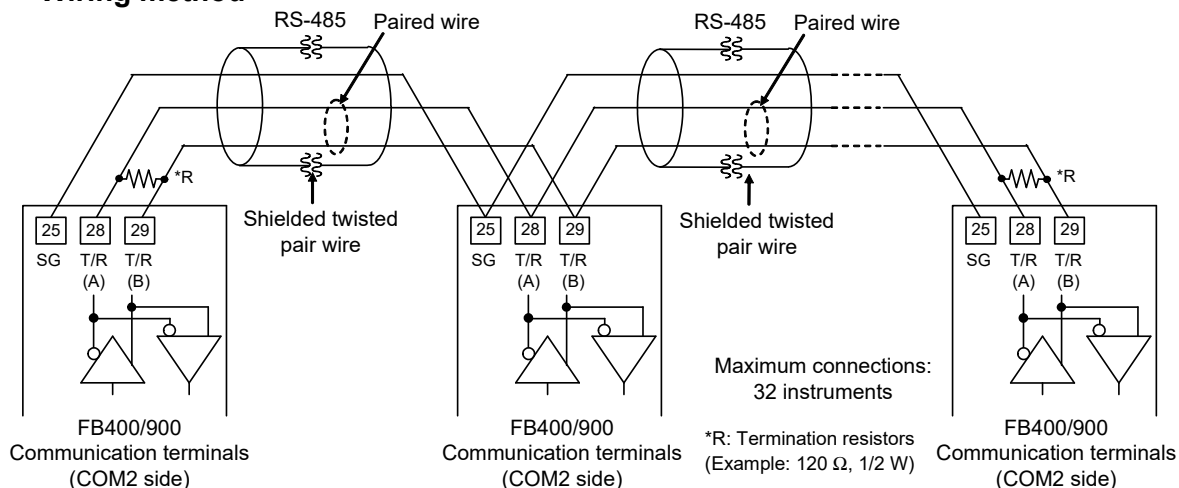 Wiring method
RS-485
Paired wire
RS-485
Paired wire
*R
*R
Shielded twisted
pair wire
Shielded twisted
pair wire
25
28
29
SG
T/R
(A)
T/R
(B)
25
28
29
SG
T/R
(A)
T/R
(B)
25
28
29
SG
T/R
(A)
T/R
(B)
Maximum connections:
32 instruments
*R: Termination resistors
(Example: 120 Ω, 1/2 W)
FB400/900
Communication terminals
(COM2 side)
FB400/900
Communication terminals
(COM2 side)
FB400/900
Communication terminals
(COM2 side)